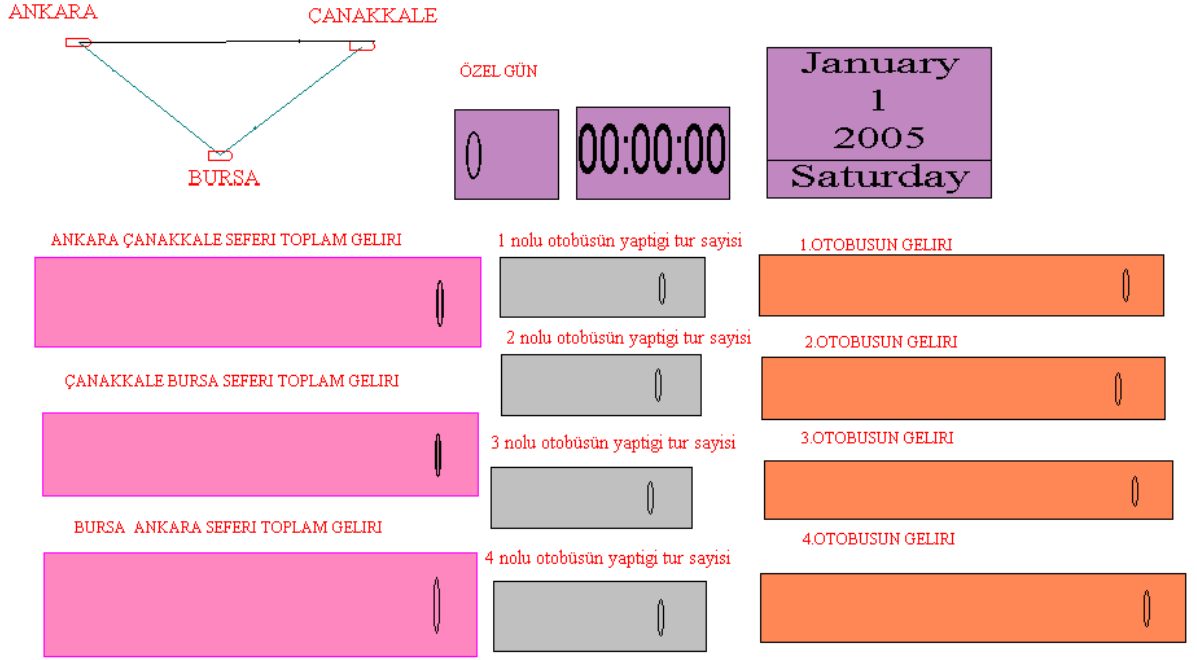 ANKARA
ÇANAKKALE
BURSA
ÖZEL GÜN
0
00:00:00
January
1
2005
Saturday
ANKARA ÇANAKKALE SEFERI TOPLAM GELIRI
0
ÇANAKKALE BURSA SEFERI TOPLAM GELIRI
0
BURSA ANKARA SEFERI TOPLAM GELIRI
0
1 nolu otobüsün yaptigi tur sayisi
0
2 nolu otobüsün yaptigi tur sayisi
0
3 nolu otobüsün yaptigi tur sayisi
0
4 nolu otobüsün yaptigi tur sayisi
0
1.OTOBUSUN GELIRI
0
2.OTOBUSUN GELIRI
0
3.OTOBUSUN GELIRI
0
4.OTOBUSUN GELIRI
0